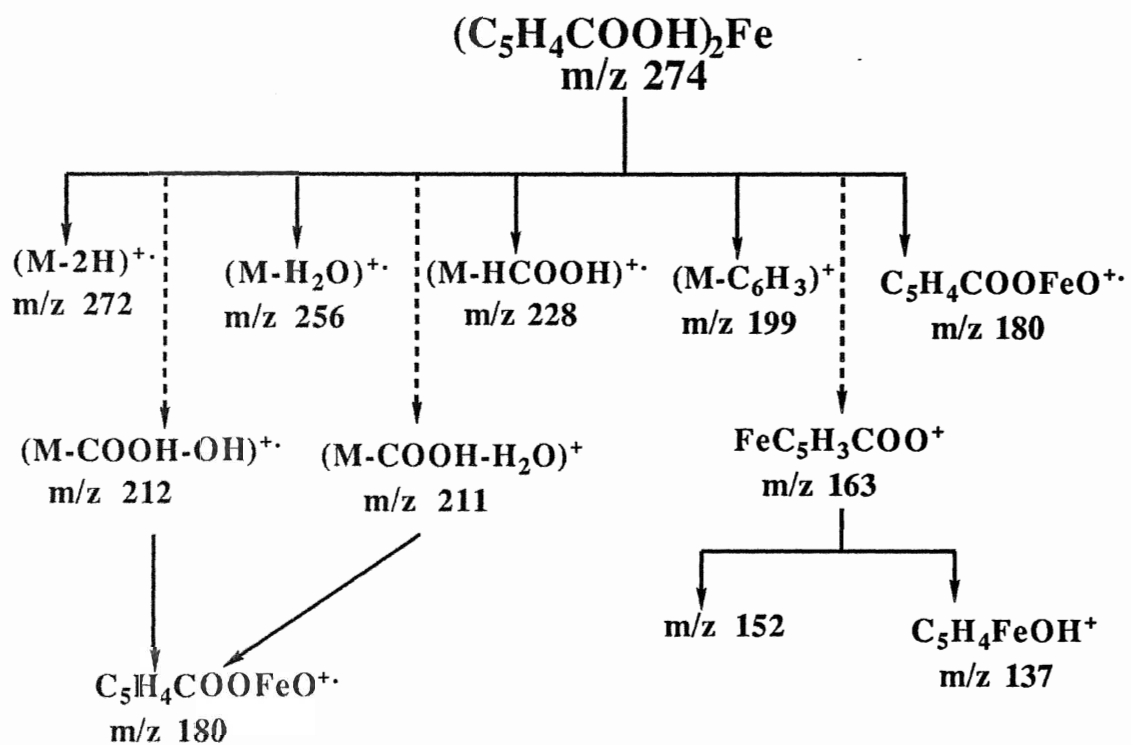 (C₅H₄COOH)₂Fe
m/z 274
(M-2H)⁺·
m/z 272
(M-H₂O)⁺·
m/z 256
(M-HCOOH)⁺·
m/z 228
(M-C₆H₃)⁺
m/z 199
C₅H₄COOFeO⁺·
m/z 180
(M-COOH-OH)⁺·
m/z 212
(M-COOH-H₂O)⁺
m/z 211
FeC₅H₃COO⁺
m/z 163
m/z 152
C₅H₄FeOH⁺
m/z 137
C₅H₄COOFeO⁺·
m/z 180